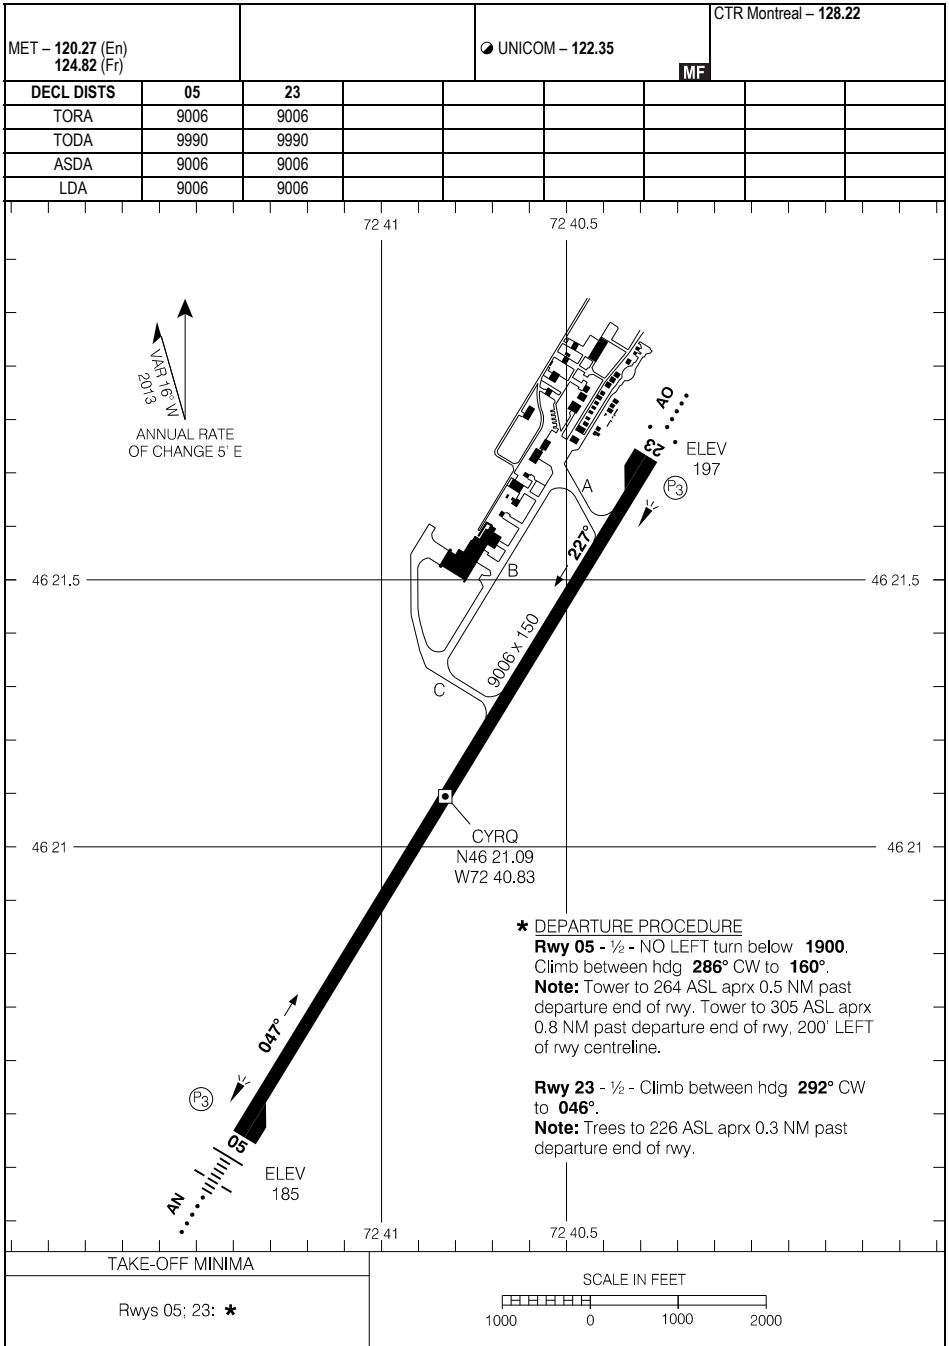 CTR Montreal – 128.22
MET – 120.27 (En)
124.82 (Fr)
UNICOM – 122.35
MF
DECL DISTS 05 23
TORA 9006 9006
TODA 9990 9990
ASDA 9006 9006
LDA 9006 9006
72 41 72 40.5
VAR 16° W
2013
ANNUAL RATE
OF CHANGE 5' E
AO
23
ELEV
197
P3
A
227°
46 21.5 46 21.5
B
9006 x 150
C
CYRQ
N46 21.09
W72 40.83
46 21 46 21
* DEPARTURE PROCEDURE
Rwy 05 - ½ - NO LEFT turn below 1900.
Climb between hdg 286° CW to 160°.
Note: Tower to 264 ASL aprx 0.5 NM past
departure end of rwy. Tower to 305 ASL aprx
0.8 NM past departure end of rwy, 200' LEFT
of rwy centreline.
Rwy 23 - ½ - Climb between hdg 292° CW
to 046°.
Note: Trees to 226 ASL aprx 0.3 NM past
departure end of rwy.
047°
P3
05
ELEV
185
AN
72 41 72 40.5
TAKE-OFF MINIMA
Rwys 05; 23: *
SCALE IN FEET
1000 0 1000 2000